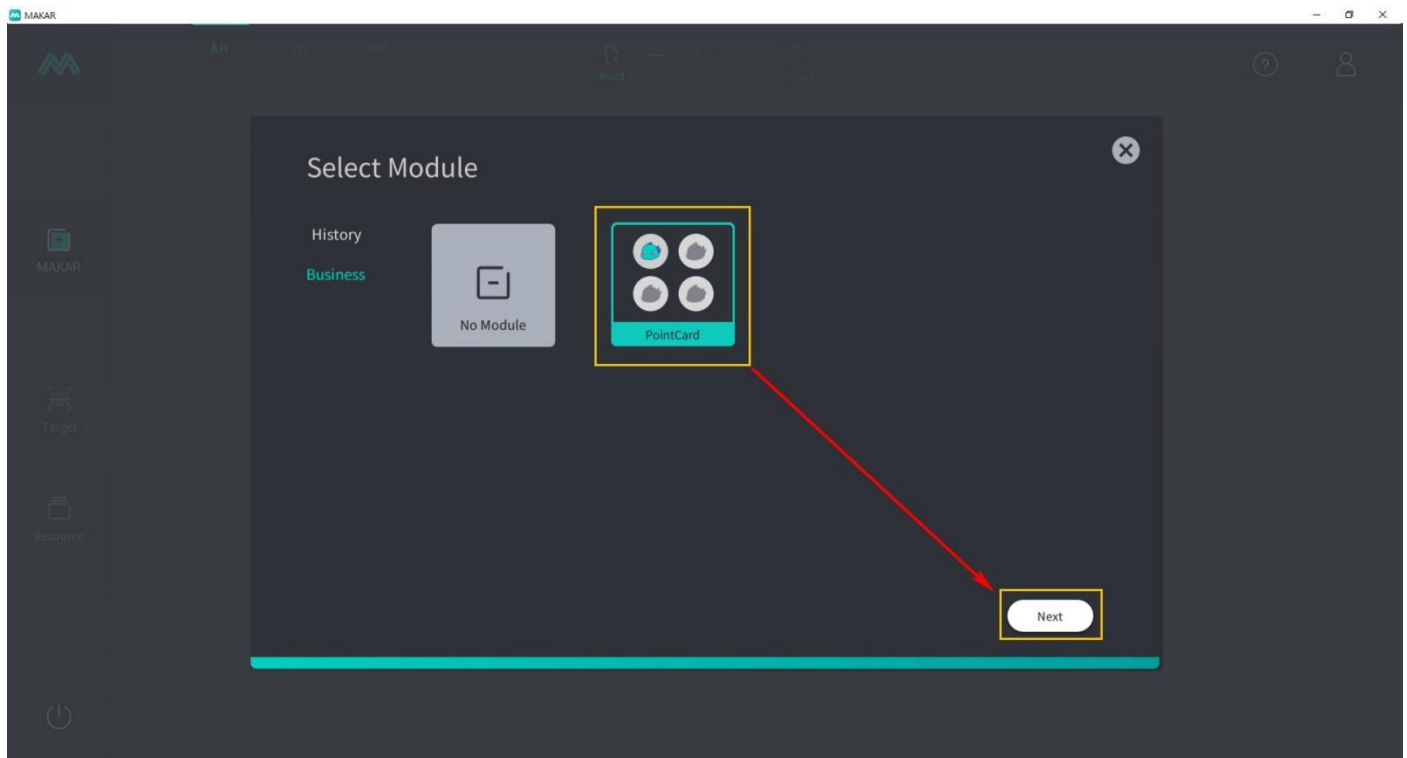 MAKAR
AR
Build
Select Module
History
Business
No Module
PointCard
MAKAR
Target
Resource
Next